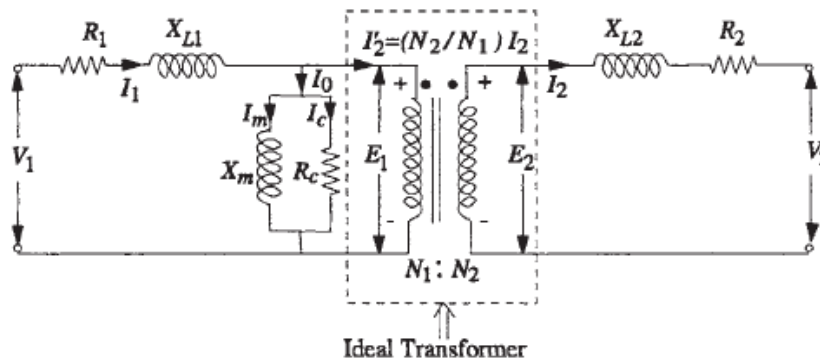 R1 XL1 I'2=(N2/N1) I2 XL2 R2
I1 I0 I2
Im Ic
V1 Xm Rc E1 + + E2 V
- -
N1 : N2
Ideal Transformer